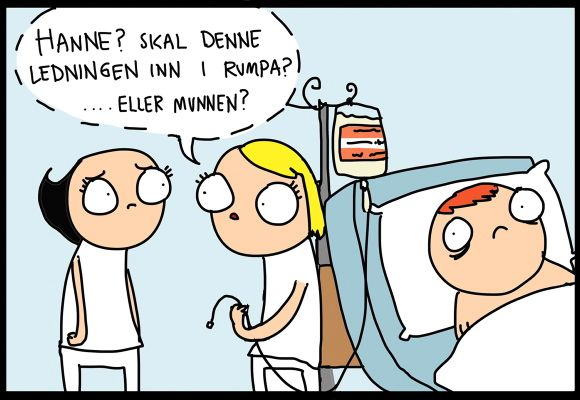 HANNE? SKAL DENNE
LEDNINGEN INN I RUMPA?
....ELLER MUNNEN?